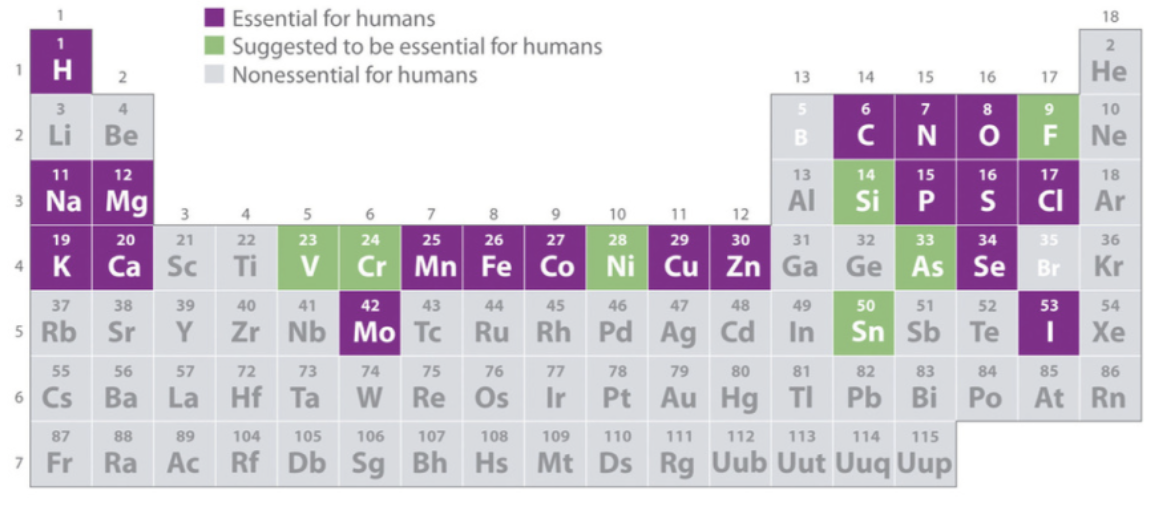 1 18
Essential for humans
Suggested to be essential for humans
Nonessential for humans
1 2
1 H He
2 13 14 15 16 17
3 4 5 6 7 8 9 10
2 Li Be B C N O F Ne
11 12 13 14 15 16 17 18
3 Na Mg Al Si P S Cl Ar
3 4 5 6 7 8 9 10 11 12
19 20 21 22 23 24 25 26 27 28 29 30 31 32 33 34 35 36
4 K Ca Sc Ti V Cr Mn Fe Co Ni Cu Zn Ga Ge As Se Br Kr
37 38 39 40 41 42 43 44 45 46 47 48 49 50 51 52 53 54
5 Rb Sr Y Zr Nb Mo Tc Ru Rh Pd Ag Cd In Sn Sb Te I Xe
55 56 57 72 73 74 75 76 77 78 79 80 81 82 83 84 85 86
6 Cs Ba La Hf Ta W Re Os Ir Pt Au Hg Tl Pb Bi Po At Rn
87 88 89 104 105 106 107 108 109 110 111 112 113 114 115
7 Fr Ra Ac Rf Db Sg Bh Hs Mt Ds Rg Uub Uut Uuq Uup